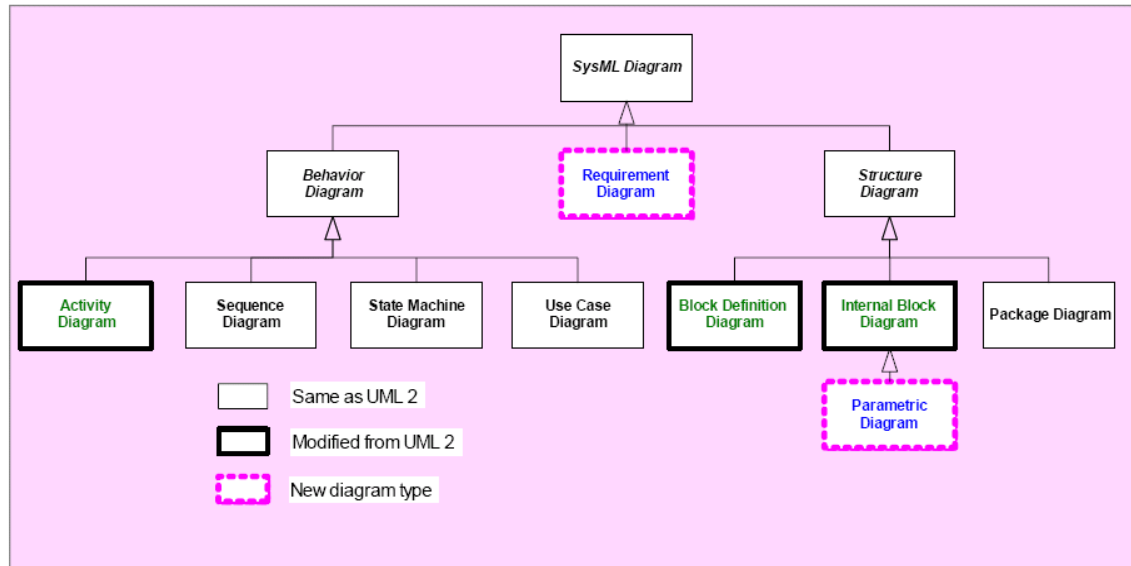 SysML Diagram
Behavior
Diagram
Requirement
Diagram
Structure
Diagram
Activity
Diagram
Sequence
Diagram
State Machine
Diagram
Use Case
Diagram
Block Definition
Diagram
Internal Block
Diagram
Package Diagram
Parametric
Diagram
Same as UML 2
Modified from UML 2
New diagram type